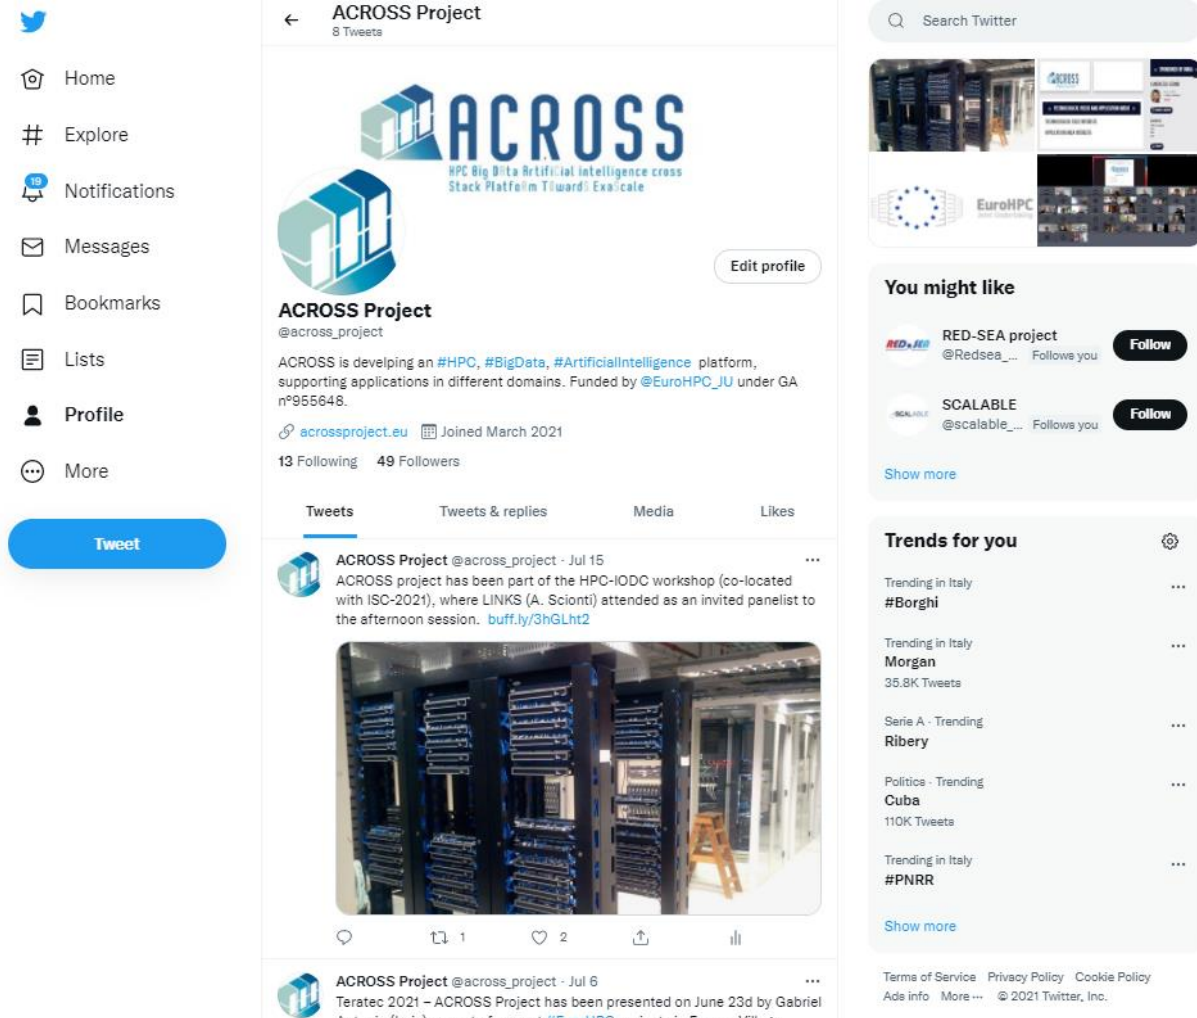 ACROSS Project
8 Tweets
Search Twitter
Home
Explore
19
Notifications
Messages
Bookmarks
Lists
Profile
More
Tweet
ACROSS
HPC Big Data Artificial intelligence cross
Stack Platform Towards Exascale
Edit profile
ACROSS Project
@across_project
ACROSS is develping an #HPC, #BigData, #ArtificialIntelligence platform,
supporting applications in different domains. Funded by @EuroHPC_JU under GA
nº955648.
acrossproject.eu Joined March 2021
13 Following 49 Followers
Tweets Tweets & replies Media Likes
ACROSS Project @across_project · Jul 15 ...
ACROSS project has been part of the HPC-IODC workshop (co-located
with ISC-2021), where LINKS (A. Scionti) attended as an invited panelist to
the afternoon session. buff.ly/3hGLht2
1 2
ACROSS Project @across_project · Jul 6 ...
Teratec 2021 – ACROSS Project has been presented on June 23d by Gabriel
ACROSS
EuroHPC
Joint Undertaking
You might like
RED-SEA
RED-SEA project
@Redsea_... Follows you
Follow
SCALABLE
SCALABLE
@scalable_... Follows you
Follow
Show more
Trends for you
Trending in Italy ...
#Borghi
Trending in Italy ...
Morgan
35.8K Tweets
Serie A · Trending ...
Ribery
Politics · Trending ...
Cuba
110K Tweets
Trending in Italy ...
#PNRR
Show more
Terms of Service Privacy Policy Cookie Policy
Ads info More ... © 2021 Twitter, Inc.